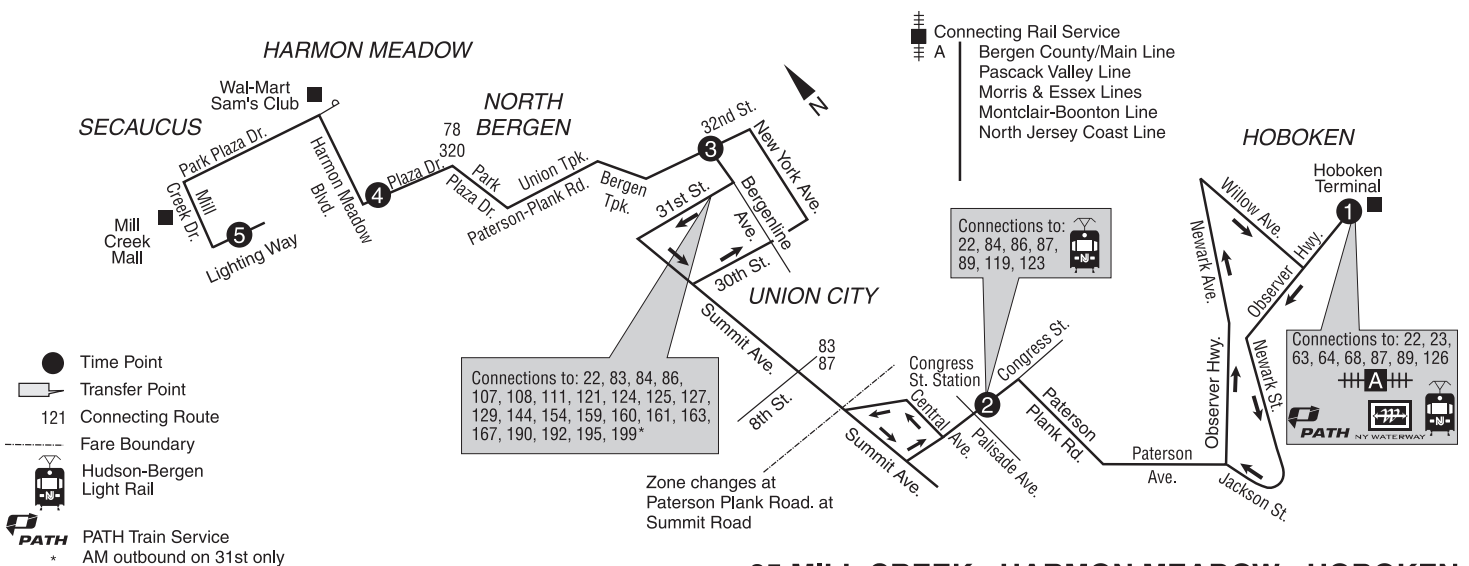 HARMON MEADOW
Wal-Mart
Sam's Club
SECAUCUS
Park Plaza Dr.
Mill
Creek Dr.
Mill
Creek
Mall
5
Lighting Way
Harmon Meadow
Blvd.
4
78
320
Plaza Dr.
NORTH
BERGEN
Park
Plaza Dr.
Union Tpk.
Paterson-Plank Rd.
Bergen
Tpk.
3
32nd St.
New York Ave.
Bergenline
Ave.
31st St.
30th St.
N
UNION CITY
Connecting Rail Service
A
Bergen County/Main Line
Pascack Valley Line
Morris & Essex Lines
Montclair-Boonton Line
North Jersey Coast Line
HOBOKEN
Hoboken
Terminal
1
Willow Ave.
Newark Ave.
Observer Hwy.
Observer Hwy.
Newark St.
Jackson St.
Connections to: 22, 23,
63, 64, 68, 87, 89, 126
A
PATH
NY WATERWAY
Connections to:
22, 84, 86, 87,
89, 119, 123
Summit Ave.
83
87
8th St.
Congress
St. Station
Congress St.
2
Central
Ave.
Palisade Ave.
Summit Ave.
Paterson
Plank Rd.
Paterson
Ave.
Connections to: 22, 83, 84, 86,
107, 108, 111, 121, 124, 125, 127,
129, 144, 154, 159, 160, 161, 163,
167, 190, 192, 195, 199*
Zone changes at
Paterson Plank Road. at
Summit Road
Time Point
Transfer Point
121 Connecting Route
Fare Boundary
Hudson-Bergen
Light Rail
PATH PATH Train Service
* AM outbound on 31st only